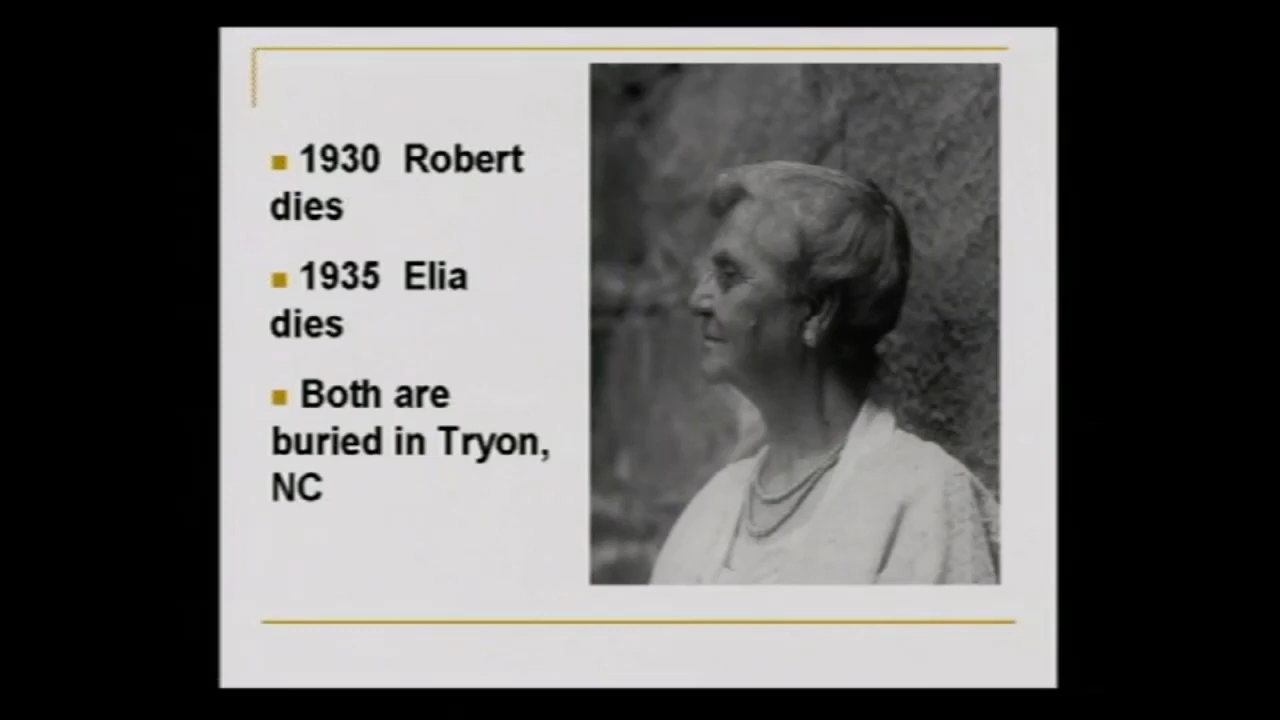 1930 Robert
dies
1935 Elia
dies
Both are
buried in Tryon,
NC